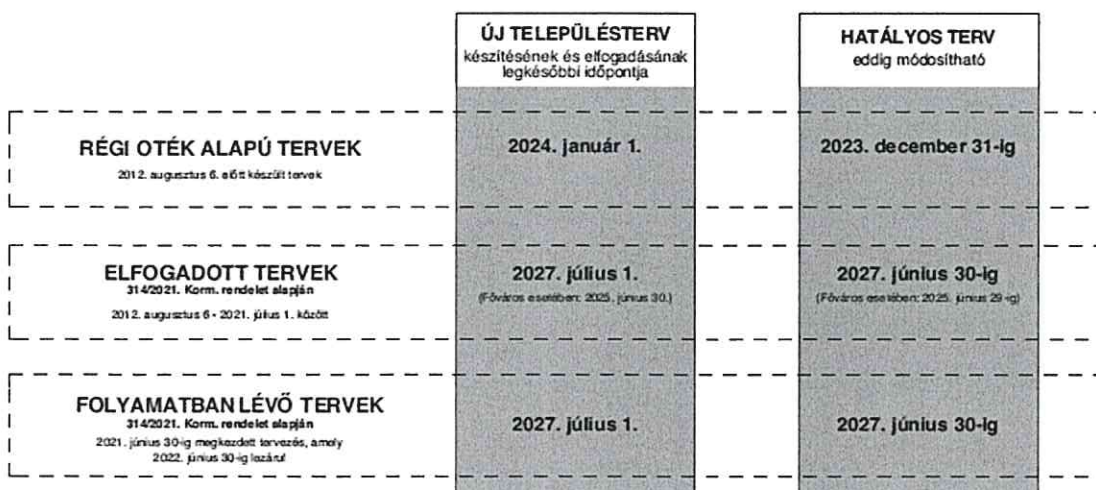 ÚJ TELEPÜLÉSTERV
készítésének és elfogadásának
legkésőbbi időpontja
HATÁLYOS TERV
eddig módosítható
RÉGI OTÉK ALAPÚ TERVEK
2012. augusztus 6. előtt készült tervek
2024. január 1.
2023. december 31-ig
ELFOGADOTT TERVEK
314/2021. Korm. rendelet alapján
2012. augusztus 6 - 2021. július 1. között
2027. július 1.
(Főváros esetében: 2025. június 30.)
2027. június 30-ig
(Főváros esetében: 2025. június 29-ig)
FOLYAMATBAN LÉVŐ TERVEK
314/2021. Korm. rendelet alapján
2021. június 30-ig megkezdett tervezés, amely
2022. június 30-ig lezárul
2027. július 1.
2027. június 30-ig